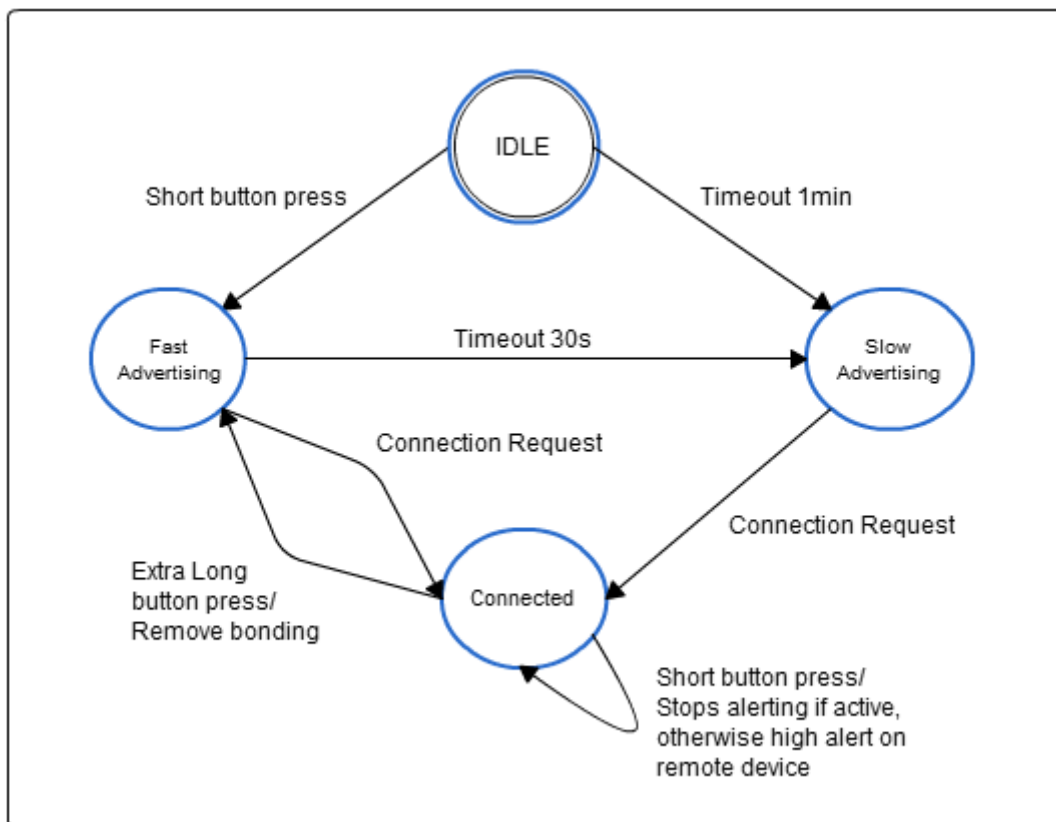 IDLE
Short button press
Timeout 1min
Timeout 30s
Fast
Advertising
Slow
Advertising
Connection Request
Connection Request
Extra Long
button press/
Remove bonding
Connected
Short button press/
Stops alerting if active,
otherwise high alert on
remote device